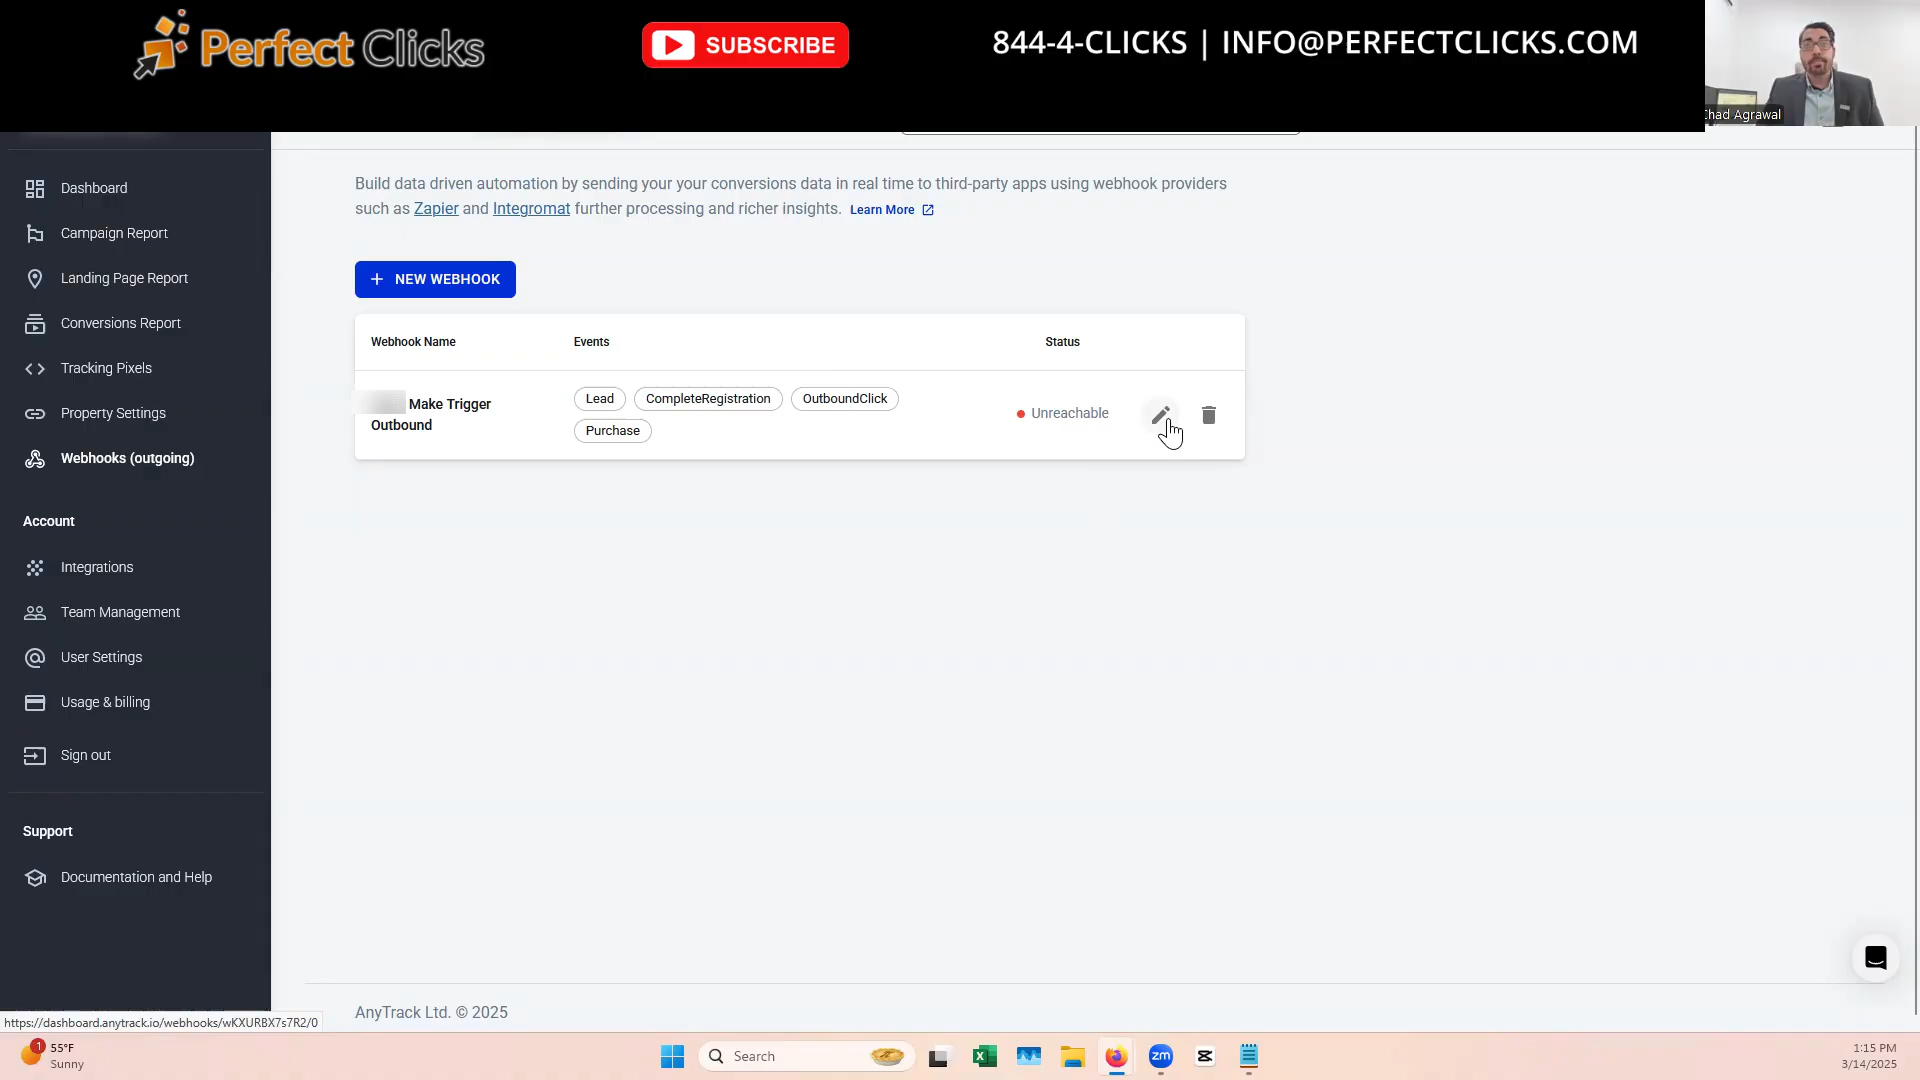 Perfect Clicks
SUBSCRIBE
844-4-CLICKS | INFO@PERFECTCLICKS.COM
Chad Agrawal
Dashboard
Campaign Report
Landing Page Report
Conversions Report
Tracking Pixels
Property Settings
Webhooks (outgoing)
Account
Integrations
Team Management
User Settings
Usage & billing
Sign out
Support
Documentation and Help
Build data driven automation by sending your your conversions data in real time to third-party apps using webhook providers
such as Zapier and Integromat further processing and richer insights. Learn More
+ NEW WEBHOOK
Webhook Name Events Status
Make Trigger
Outbound
Lead CompleteRegistration OutboundClick
Purchase
Unreachable
AnyTrack Ltd. © 2025
https://dashboard.anytrack.io/webhooks/wKXURBX7s7R2/0
1
55°F
Sunny
Search
zm
1:15 PM
3/14/2025